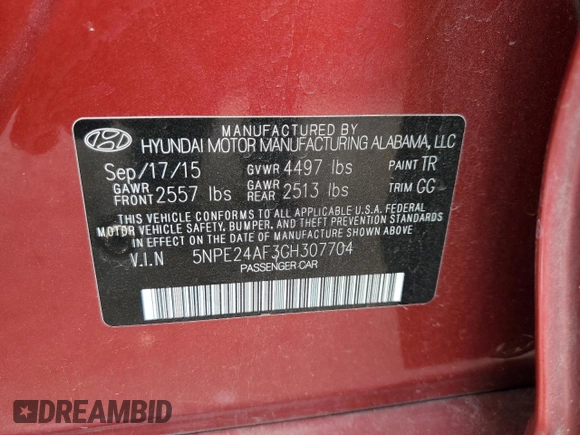 MANUFACTURED BY
HYUNDAI MOTOR MANUFACTURING ALABAMA, LLC
Sep/17/15 GVWR 4497 lbs PAINT TR
GAWR FRONT 2557 lbs GAWR REAR 2513 lbs TRIM GG
THIS VEHICLE CONFORMS TO ALL APPLICABLE U.S.A. FEDERAL
MOTOR VEHICLE SAFETY, BUMPER, AND THEFT PREVENTION STANDARDS
IN EFFECT ON THE DATE OF MANUFACTURE SHOWN ABOVE.
V.I.N 5NPE24AF3GH307704
PASSENGER CAR
DREAMBID